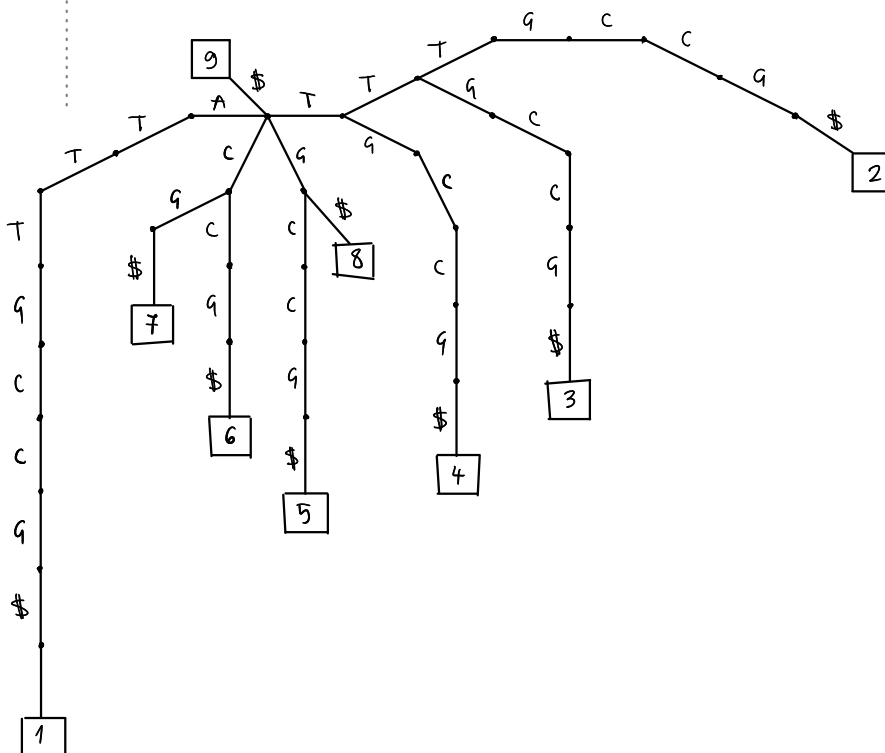 G C
T C
9 $ T G
A T G C
T G
T C G C $
G C 2
T C $ C
$ 8 C G
G G C
7 G $
C $ G 3
6 $
C $ 4
5
G
$
1